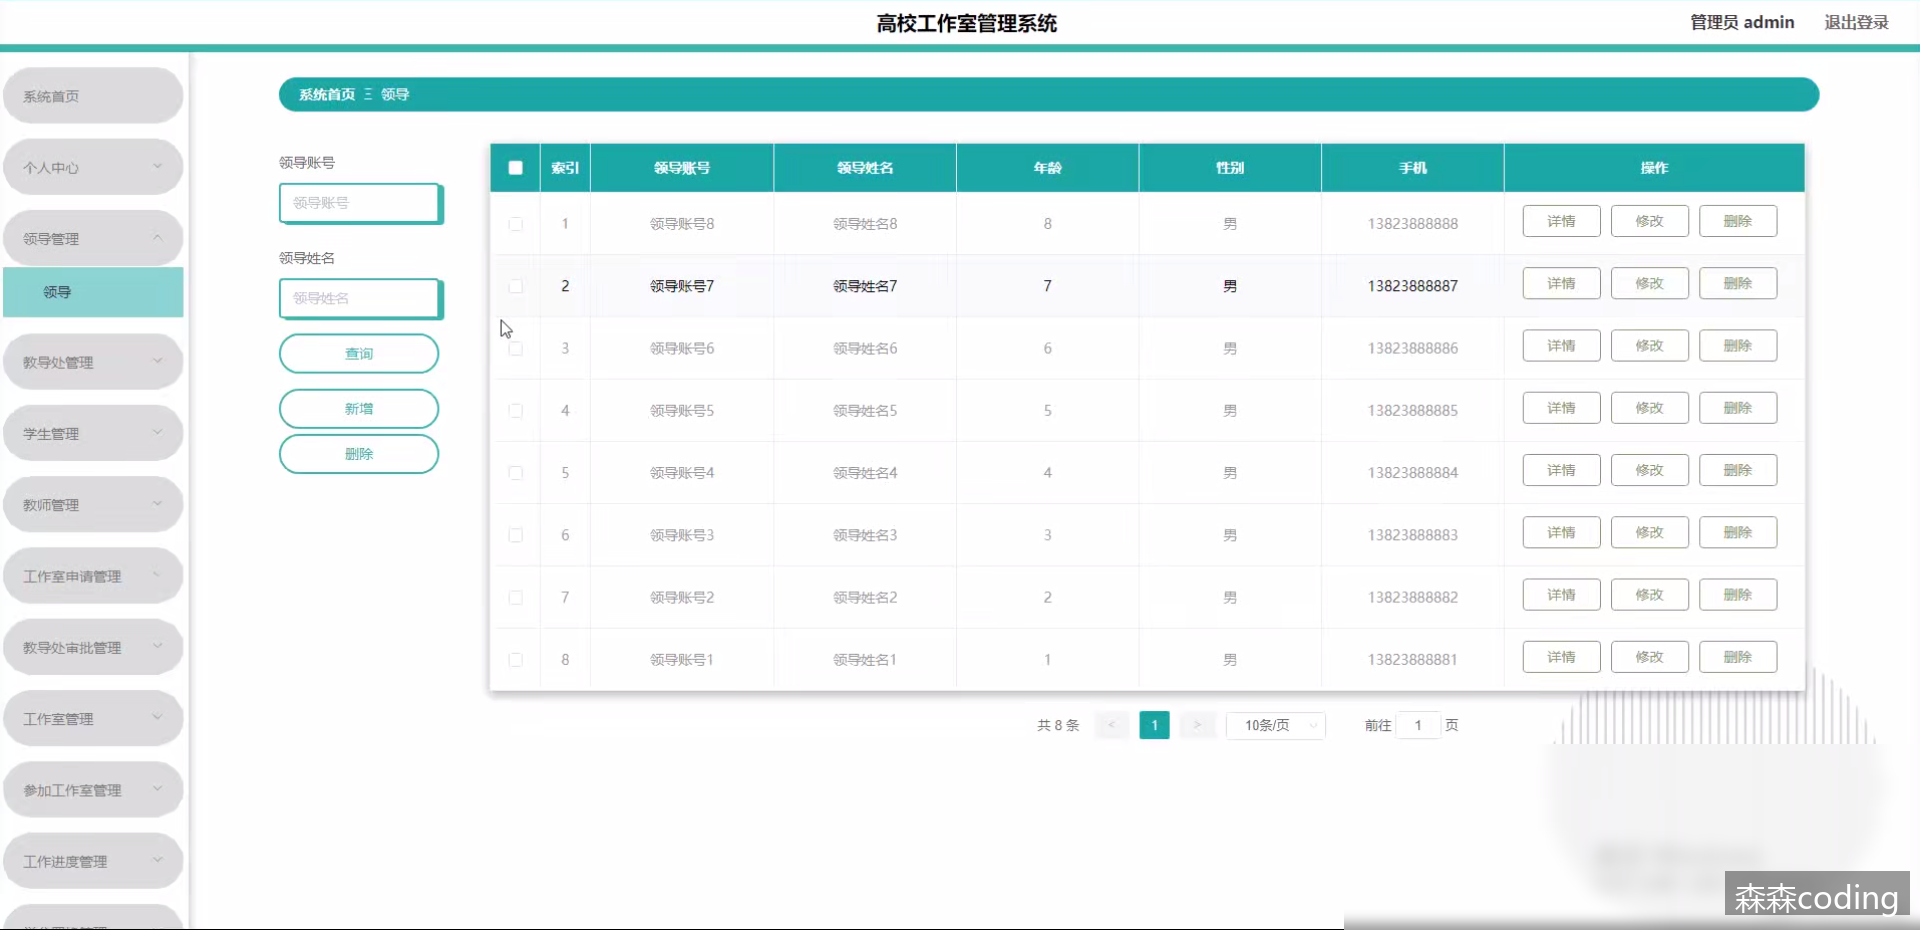 高校工作室管理系统
管理员 admin
退出登录
系统首页
个人中心
领导管理
领导
教导处管理
学生管理
教师管理
工作室申请管理
教导处审批管理
工作室管理
参加工作室管理
工作进度管理
系统首页 Ξ 领导
领导账号
领导账号
领导姓名
领导姓名
查询
新增
删除
索引 领导账号 领导姓名 年龄 性别 手机 操作
1 领导账号8 领导姓名8 8 男 13823888888 详情 修改 删除
2 领导账号7 领导姓名7 7 男 13823888887 详情 修改 删除
3 领导账号6 领导姓名6 6 男 13823888886 详情 修改 删除
4 领导账号5 领导姓名5 5 男 13823888885 详情 修改 删除
5 领导账号4 领导姓名4 4 男 13823888884 详情 修改 删除
6 领导账号3 领导姓名3 3 男 13823888883 详情 修改 删除
7 领导账号2 领导姓名2 2 男 13823888882 详情 修改 删除
8 领导账号1 领导姓名1 1 男 13823888881 详情 修改 删除
共 8 条 < 1 > 10条/页 前往 1 页
森森coding